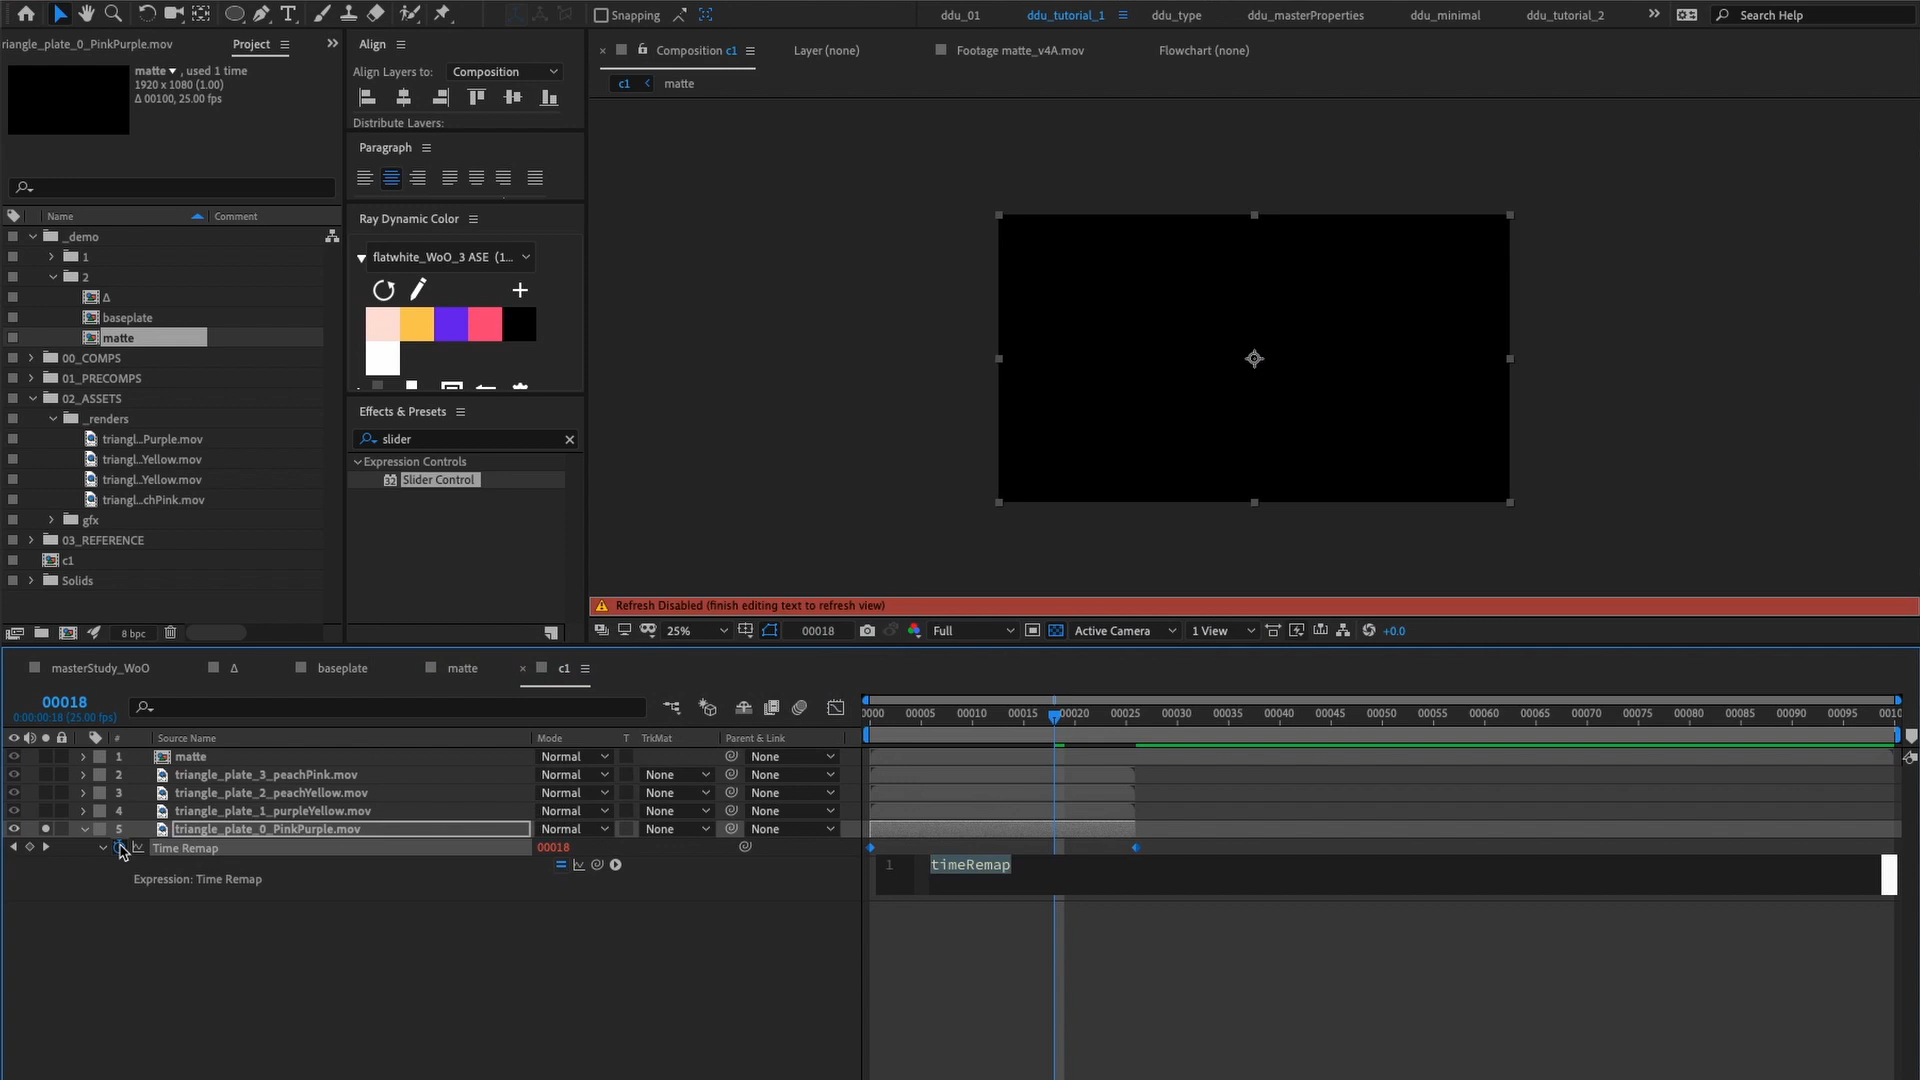 Snapping
ddu_01
ddu_tutorial_1
ddu_type
ddu_masterProperties
ddu_minimal
ddu_tutorial_2
Search Help
riangle_plate_0_PinkPurple.mov
Project
matte▼, used 1 time
1920 x 1080 (1.00)
Δ 00100, 25.00 fps
Name
Comment
_demo
1
2
Δ
baseplate
matte
00_COMPS
01_PRECOMPS
02_ASSETS
_renders
triangl...Purple.mov
triangl...Yellow.mov
triangl...Yellow.mov
triangl...chPink.mov
gfx
03_REFERENCE
c1
Solids
8 bpc
Align
Align Layers to:
Composition
Distribute Layers:
Paragraph
Ray Dynamic Color
flatwhite_WoO_3 ASE (1...
Effects & Presets
slider
Expression Controls
32
Slider Control
Composition c1
Layer (none)
Footage matte_v4A.mov
Flowchart (none)
c1
matte
Refresh Disabled (finish editing text to refresh view)
25%
00018
Full
Active Camera
1 View
+0.0
masterStudy_WoO
Δ
baseplate
matte
c1
00018
0:00:00:18 (25.00 fps)
0000 00005 00010 00015 00020 00025 00030 00035 00040 00045 00050 00055 00060 00065 00070 00075 00080 00085 00090 00095 0010
# Source Name Mode T TrkMat Parent & Link
1 matte Normal None
2 triangle_plate_3_peachPink.mov Normal None None
3 triangle_plate_2_peachYellow.mov Normal None None
4 triangle_plate_1_purpleYellow.mov Normal None None
5 triangle_plate_0_PinkPurple.mov Normal None None
Time Remap 00018
1 timeRemap
Expression: Time Remap